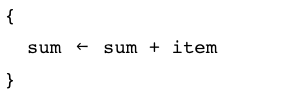 {
sum ← sum + item
}